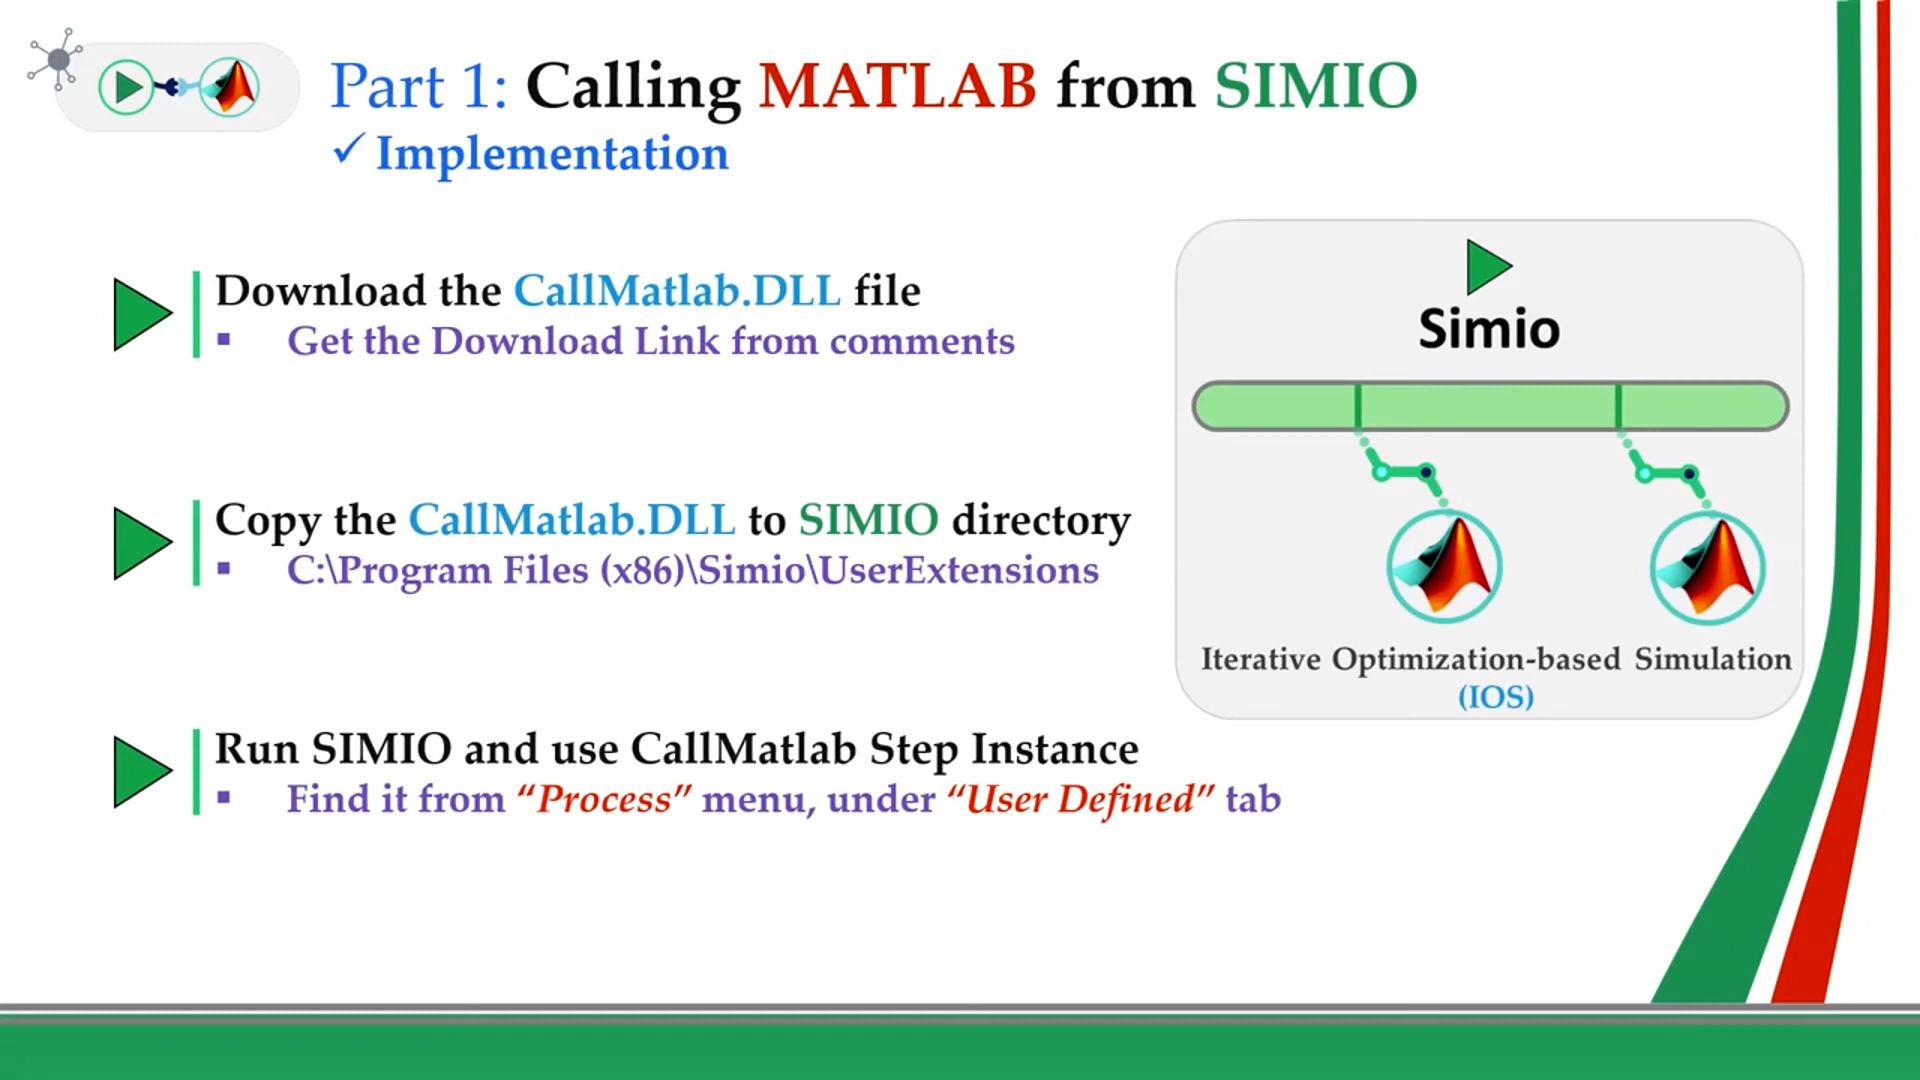 Part 1: Calling MATLAB from SIMIO
✓ Implementation
Download the CallMatlab.DLL file
▪ Get the Download Link from comments
Copy the CallMatlab.DLL to SIMIO directory
▪ C:\Program Files (x86)\Simio\UserExtensions
Run SIMIO and use CallMatlab Step Instance
▪ Find it from “Process” menu, under “User Defined” tab
Simio
Iterative Optimization-based Simulation
(IOS)